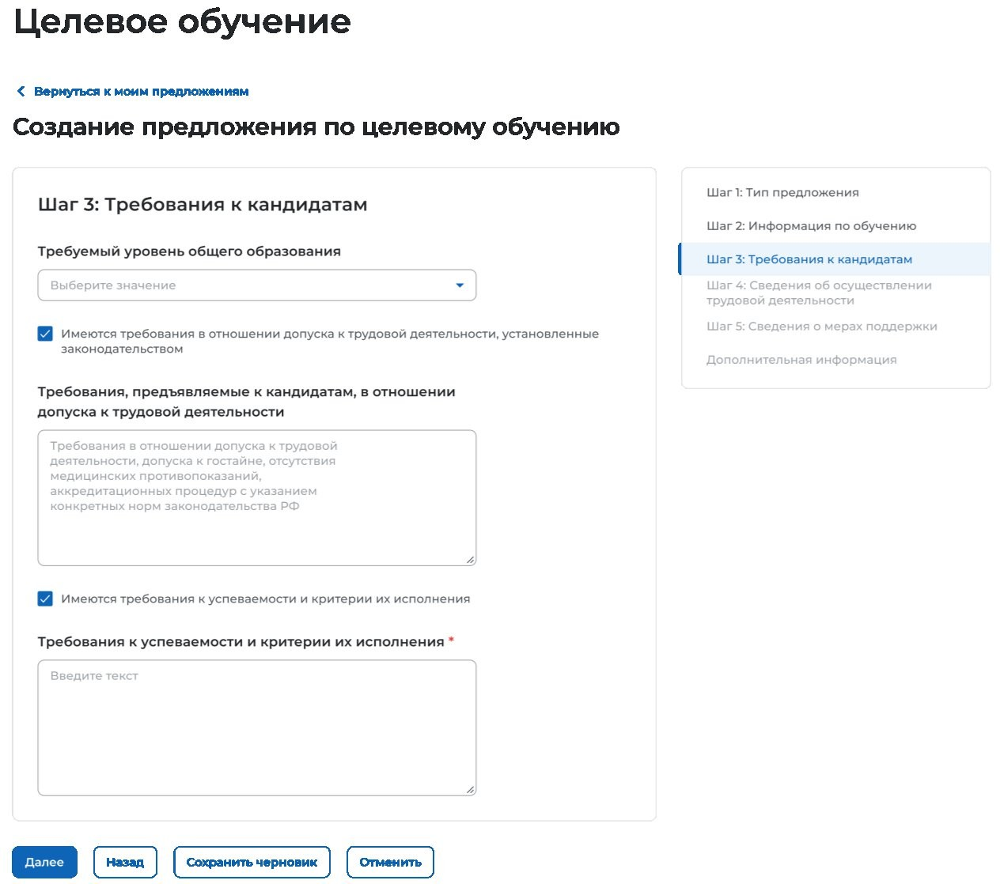 Целевое обучение
Вернуться к моим предложениям
Создание предложения по целевому обучению
Шаг 3: Требования к кандидатам
Требуемый уровень общего образования
Выберите значение
Имеются требования в отношении допуска к трудовой деятельности, установленные
законодательством
Требования, предъявляемые к кандидатам, в отношении
допуска к трудовой деятельности
Требования в отношении допуска к трудовой
деятельности, допуска к гостайне, отсутствия
медицинских противопоказаний,
аккредитационных процедур с указанием
конкретных норм законодательства РФ
Имеются требования к успеваемости и критерии их исполнения
Требования к успеваемости и критерии их исполнения *
Введите текст
Шаг 1: Тип предложения
Шаг 2: Информация по обучению
Шаг 3: Требования к кандидатам
Шаг 4: Сведения об осуществлении
трудовой деятельности
Шаг 5: Сведения о мерах поддержки
Дополнительная информация
Далее
Назад
Сохранить черновик
Отменить